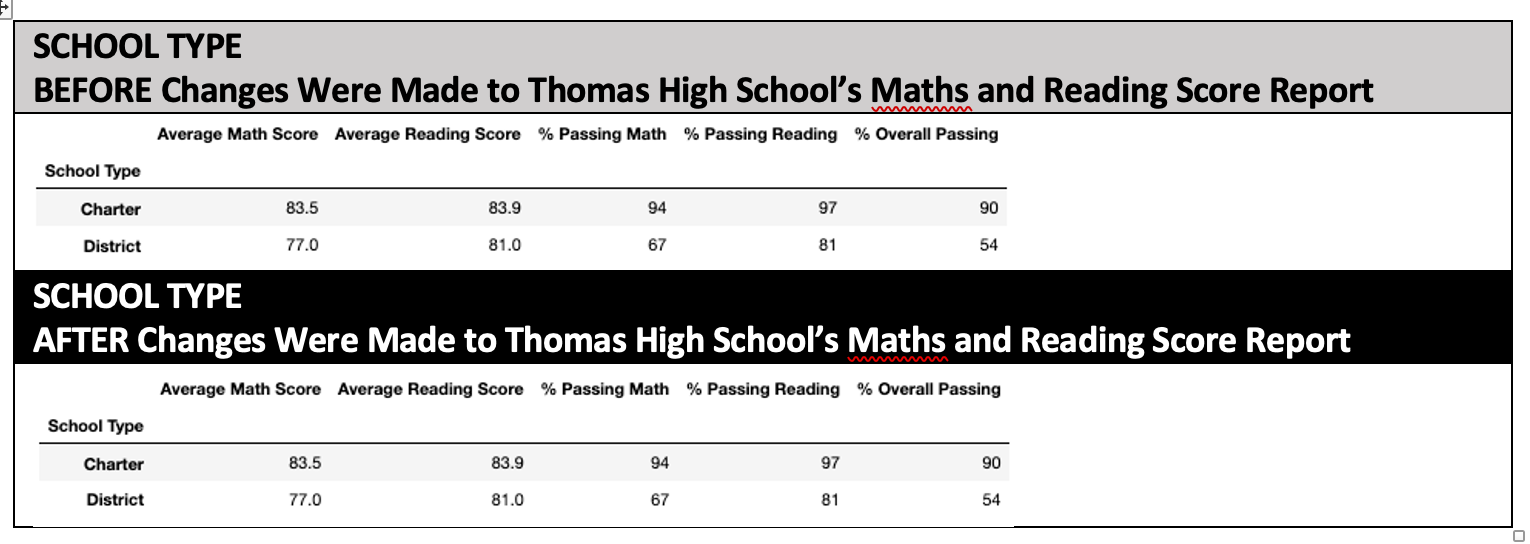 SCHOOL TYPE
BEFORE Changes Were Made to Thomas High School’s Maths and Reading Score Report
Average Math Score Average Reading Score % Passing Math % Passing Reading % Overall Passing
School Type
Charter 83.5 83.9 94 97 90
District 77.0 81.0 67 81 54
SCHOOL TYPE
AFTER Changes Were Made to Thomas High School’s Maths and Reading Score Report
Average Math Score Average Reading Score % Passing Math % Passing Reading % Overall Passing
School Type
Charter 83.5 83.9 94 97 90
District 77.0 81.0 67 81 54